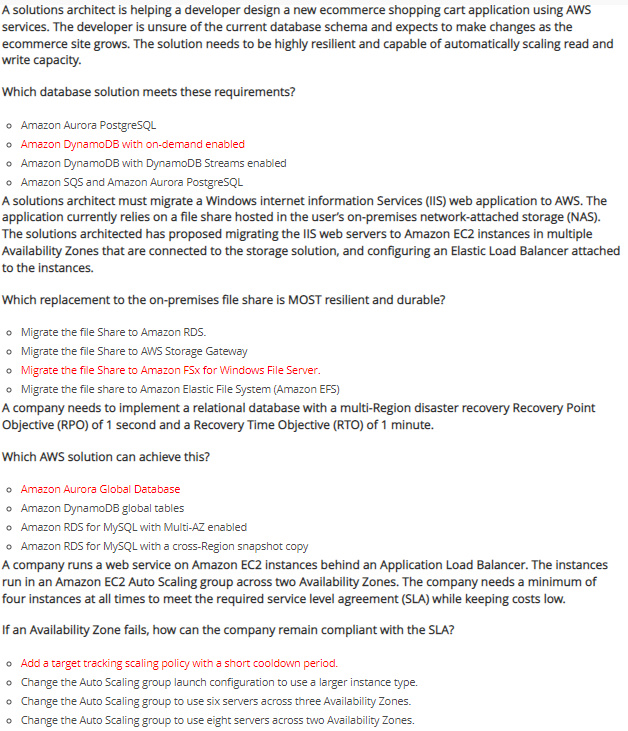 A solutions architect is helping a developer design a new ecommerce shopping cart application using AWS
services. The developer is unsure of the current database schema and expects to make changes as the
ecommerce site grows. The solution needs to be highly resilient and capable of automatically scaling read and
write capacity.
Which database solution meets these requirements?
Amazon Aurora PostgreSQL
Amazon DynamoDB with on-demand enabled
Amazon DynamoDB with DynamoDB Streams enabled
Amazon SQS and Amazon Aurora PostgreSQL
A solutions architect must migrate a Windows internet information Services (IIS) web application to AWS. The
application currently relies on a file share hosted in the user's on-premises network-attached storage (NAS).
The solutions architected has proposed migrating the IIS web servers to Amazon EC2 instances in multiple
Availability Zones that are connected to the storage solution, and configuring an Elastic Load Balancer attached
to the instances.
Which replacement to the on-premises file share is MOST resilient and durable?
Migrate the file Share to Amazon RDS.
Migrate the file Share to AWS Storage Gateway
Migrate the file Share to Amazon FSx for Windows File Server.
Migrate the file share to Amazon Elastic File System (Amazon EFS)
A company needs to implement a relational database with a multi-Region disaster recovery Recovery Point
Objective (RPO) of 1 second and a Recovery Time Objective (RTO) of 1 minute.
Which AWS solution can achieve this?
Amazon Aurora Global Database
Amazon DynamoDB global tables
Amazon RDS for MySQL with Multi-AZ enabled
Amazon RDS for MySQL with a cross-Region snapshot copy
A company runs a web service on Amazon EC2 instances behind an Application Load Balancer. The instances
run in an Amazon EC2 Auto Scaling group across two Availability Zones. The company needs a minimum of
four instances at all times to meet the required service level agreement (SLA) while keeping costs low.
If an Availability Zone fails, how can the company remain compliant with the SLA?
Add a target tracking scaling policy with a short cooldown period.
Change the Auto Scaling group launch configuration to use a larger instance type.
Change the Auto Scaling group to use six servers across three Availability Zones.
Change the Auto Scaling group to use eight servers across two Availability Zones.